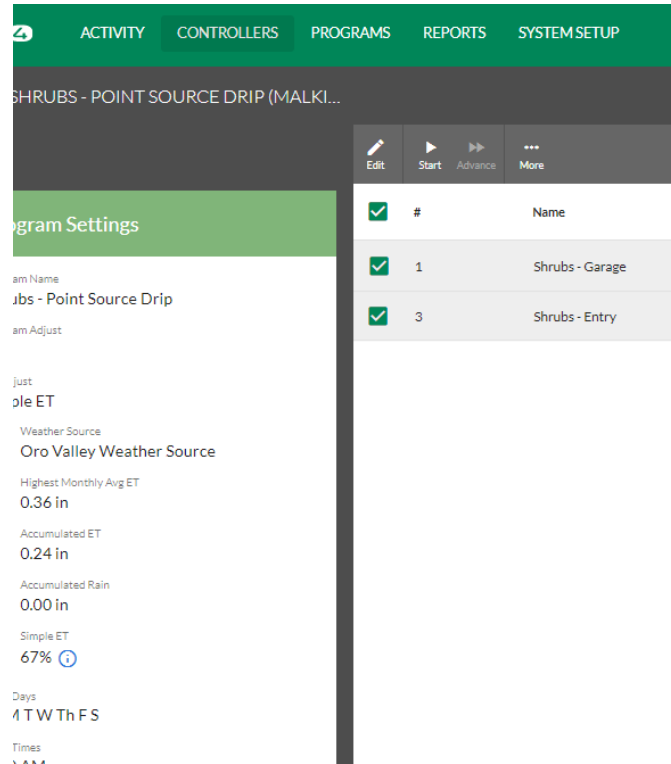 4 ACTIVITY CONTROLLERS PROGRAMS REPORTS SYSTEM SETUP
SHRUBS - POINT SOURCE DRIP (MALKI...
Edit Start Advance More
# Name
1 Shrubs - Garage
3 Shrubs - Entry
ogram Settings
am Name
ubs - Point Source Drip
am Adjust
just
ple ET
Weather Source
Oro Valley Weather Source
Highest Monthly Avg ET
0.36 in
Accumulated ET
0.24 in
Accumulated Rain
0.00 in
Simple ET
67%
Days
M T W Th F S
Times
AM